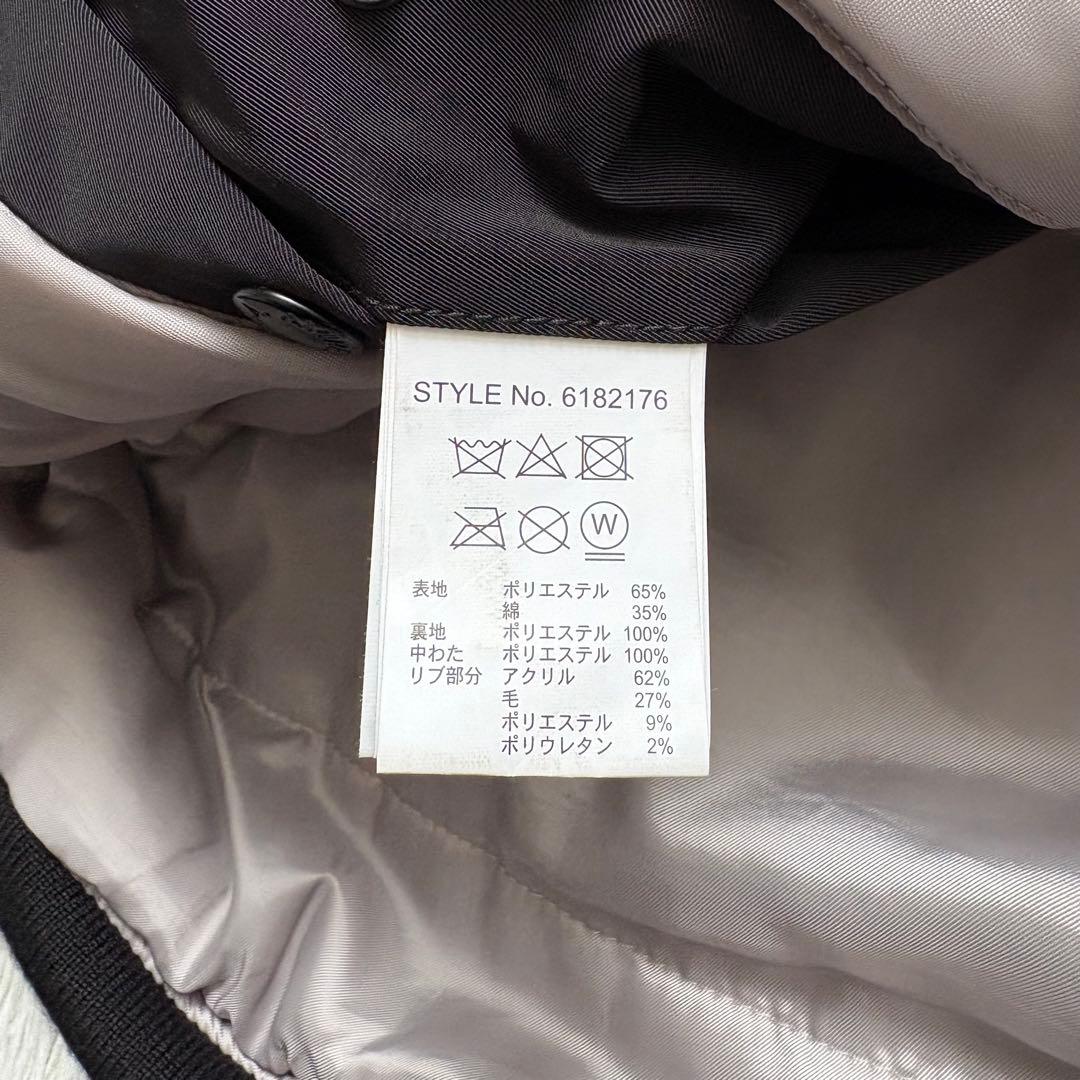 STYLE No. 6182176
W
表地 ポリエステル 65%
綿 35%
裏地 ポリエステル 100%
中わた ポリエステル 100%
リブ部分 アクリル 62%
毛 27%
ポリエステル 9%
ポリウレタン 2%